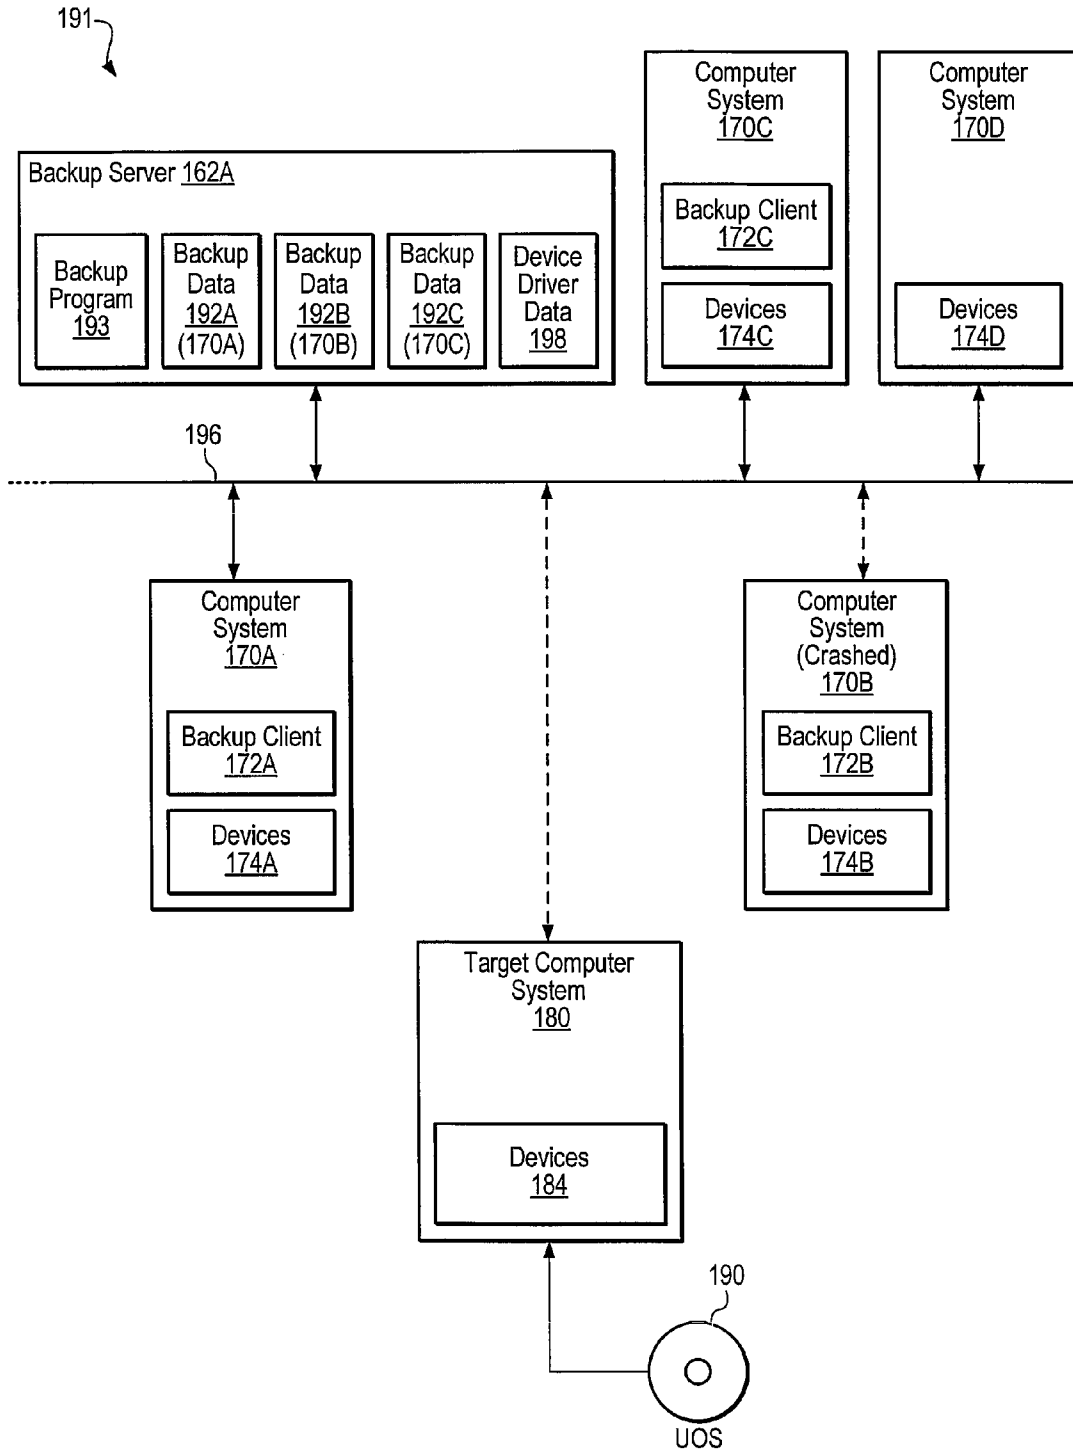 191
Backup Server 162A
Backup
Program
193
Backup
Data
192A
(170A)
Backup
Data
192B
(170B)
Backup
Data
192C
(170C)
Device
Driver
Data
198
Computer
System
170C
Backup Client
172C
Devices
174C
Computer
System
170D
Devices
174D
196
Computer
System
170A
Backup Client
172A
Devices
174A
Computer
System
(Crashed)
170B
Backup Client
172B
Devices
174B
Target Computer
System
180
Devices
184
190
UOS